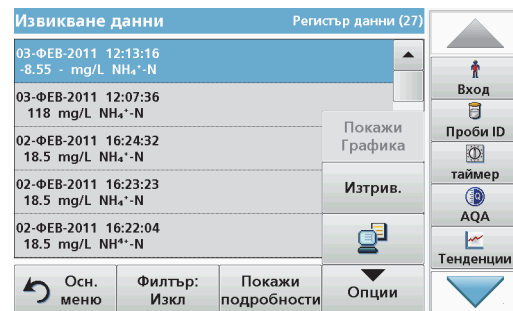 Извикване данни
Регистър данни (27)
03-ФЕВ-2011 12:13:16
-8.55 - mg/L NH₄⁺-N
03-ФЕВ-2011 12:07:36
118 mg/L NH₄⁺-N
02-ФЕВ-2011 16:24:32
18.5 mg/L NH₄⁺-N
02-ФЕВ-2011 16:23:23
18.5 mg/L NH₄⁺-N
02-ФЕВ-2011 16:22:04
18.5 mg/L NH⁴⁺-N
Покажи
Графика
Изтрив.
Осн.
меню
Филтър:
Изкл
Покажи
подробности
Опции
Вход
Проби ID
таймер
AQA
Тенденции